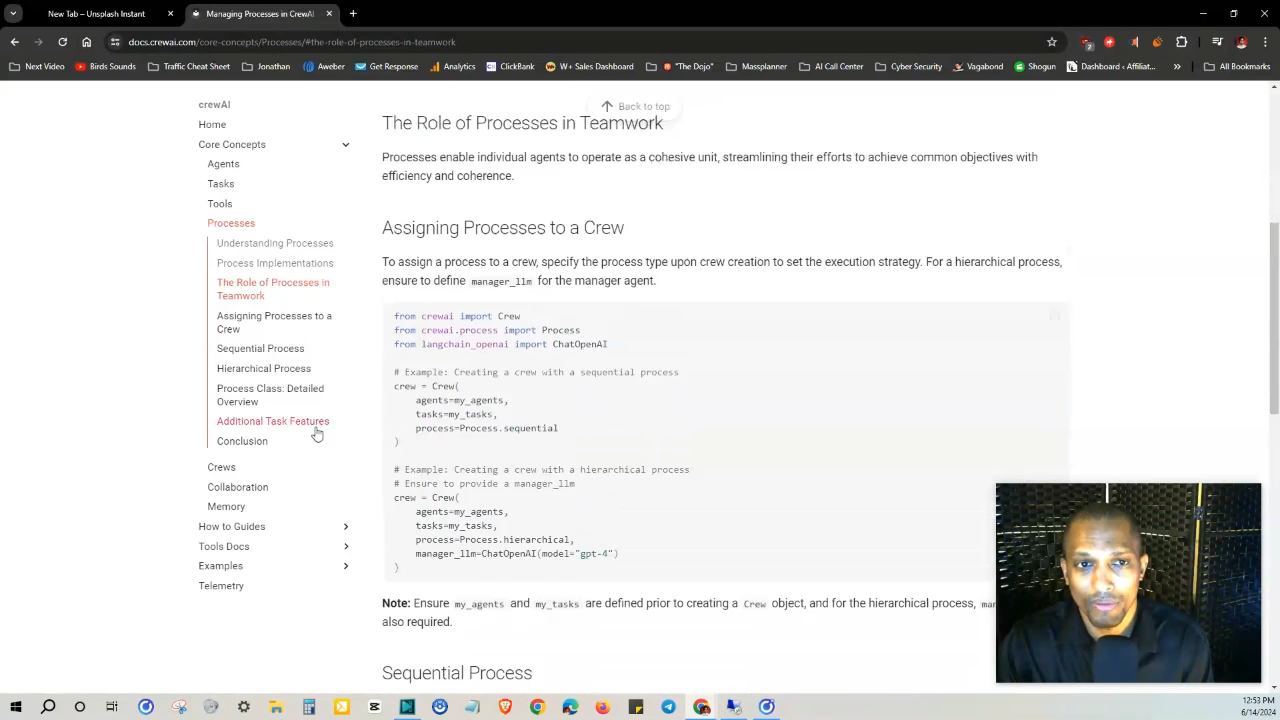 New Tab – Unsplash Instant
Managing Processes in CrewAI
docs.crewai.com/core-concepts/Processes/#the-role-of-processes-in-teamwork
Next Video
Birds Sounds
Traffic Cheat Sheet
Jonathan
Aweber
Get Response
Analytics
ClickBank
W+ Sales Dashboard
"The Dojo"
Massplanner
AI Call Center
Cyber Security
Vagabond
Shogun
Dashboard ‹ Affiliat...
All Bookmarks
crewAI
Home
Core Concepts
Agents
Tasks
Tools
Processes
Understanding Processes
Process Implementations
The Role of Processes in
Teamwork
Assigning Processes to a
Crew
Sequential Process
Hierarchical Process
Process Class: Detailed
Overview
Additional Task Features
Conclusion
Crews
Collaboration
Memory
How to Guides
Tools Docs
Examples
Telemetry
Back to top
The Role of Processes in Teamwork
Processes enable individual agents to operate as a cohesive unit, streamlining their efforts to achieve common objectives with
efficiency and coherence.
Assigning Processes to a Crew
To assign a process to a crew, specify the process type upon crew creation to set the execution strategy. For a hierarchical process,
ensure to define manager_llm for the manager agent.
from crewai import Crew
from crewai.process import Process
from langchain_openai import ChatOpenAI
# Example: Creating a crew with a sequential process
crew = Crew(
agents=my_agents,
tasks=my_tasks,
process=Process.sequential
)
# Example: Creating a crew with a hierarchical process
# Ensure to provide a manager_llm
crew = Crew(
agents=my_agents,
tasks=my_tasks,
process=Process.hierarchical,
manager_llm=ChatOpenAI(model="gpt-4")
)
Note: Ensure my_agents and my_tasks are defined prior to creating a Crew object, and for the hierarchical process,
also required.
Sequential Process
12:53 PM
6/14/2024